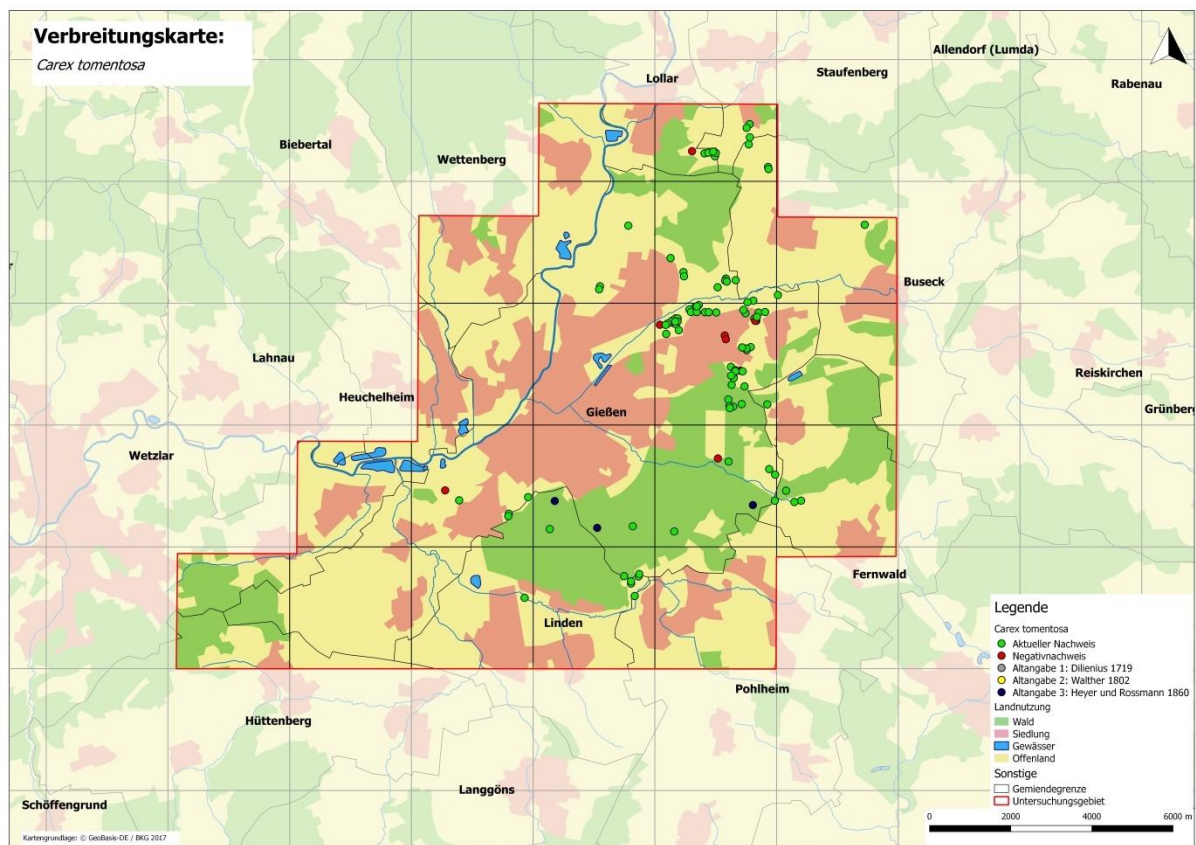 Verbreitungskarte:
Carex tomentosa
Allendorf (Lumda)
Staufenberg
Lollar
Rabenau
Biebertal
Wettenberg
Buseck
Lahnau
Reiskirchen
Heuchelheim
Gießen
Grünberg
Wetzlar
Fernwald
Linden
Pohlheim
Hüttenberg
Langgöns
Schöffengrund
Legende
Carex tomentosa
Aktueller Nachweis
Negativnachweis
Altangabe 1: Dilienius 1719
Altangabe 2: Walther 1802
Altangabe 3: Heyer und Rossmann 1860
Landnutzung
Wald
Siedlung
Gewässer
Offenland
Sonstige
Gemiendegrenze
Untersuchungsgebiet
0 2000 4000 6000 m
Kartengrundlage: © GeoBasis-DE / BKG 2017